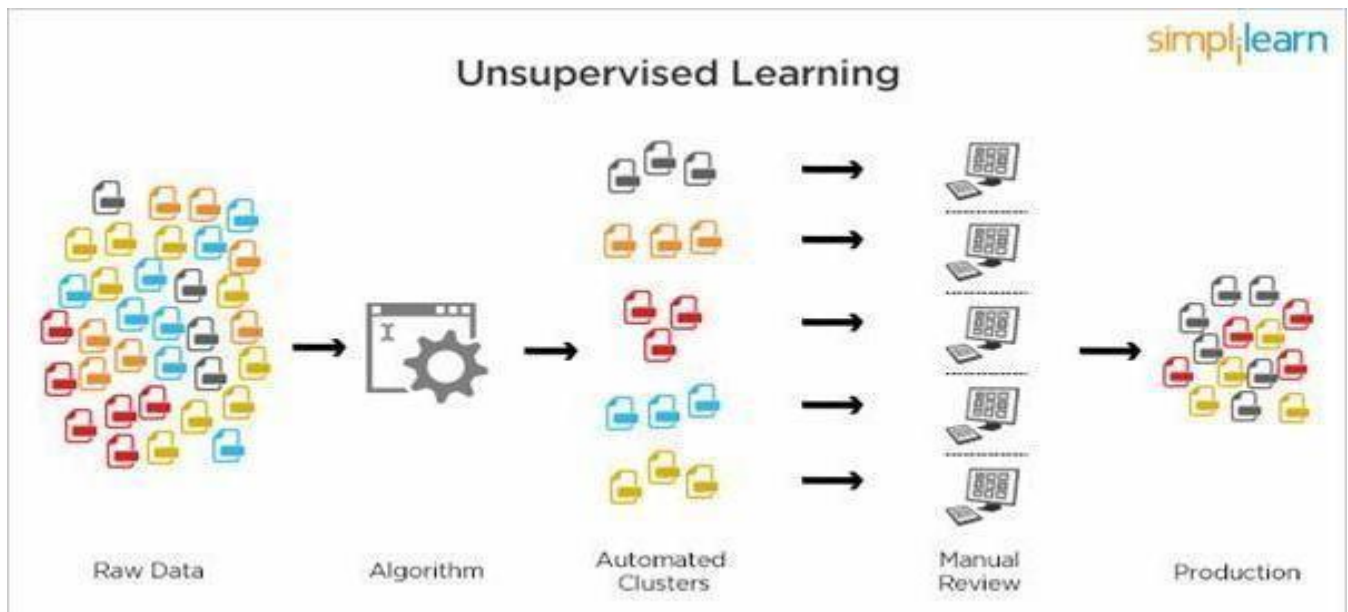 simplilearn
Unsupervised Learning
Raw Data
Algorithm
Automated
Clusters
Manual
Review
Production